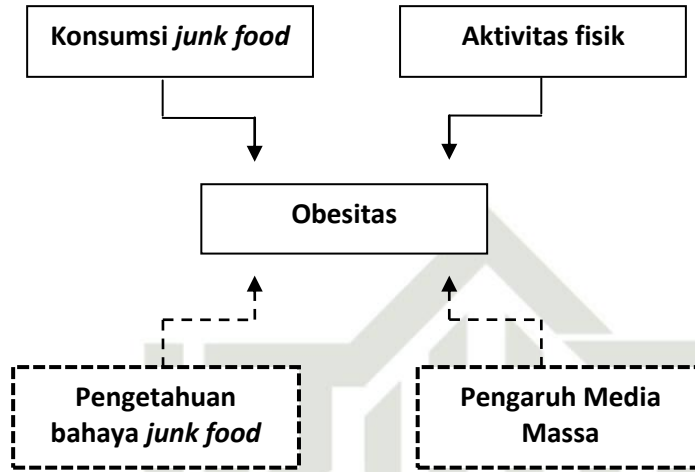 Konsumsi junk food
Aktivitas fisik
Obesitas
Pengetahuan
bahaya junk food
Pengaruh Media
Massa